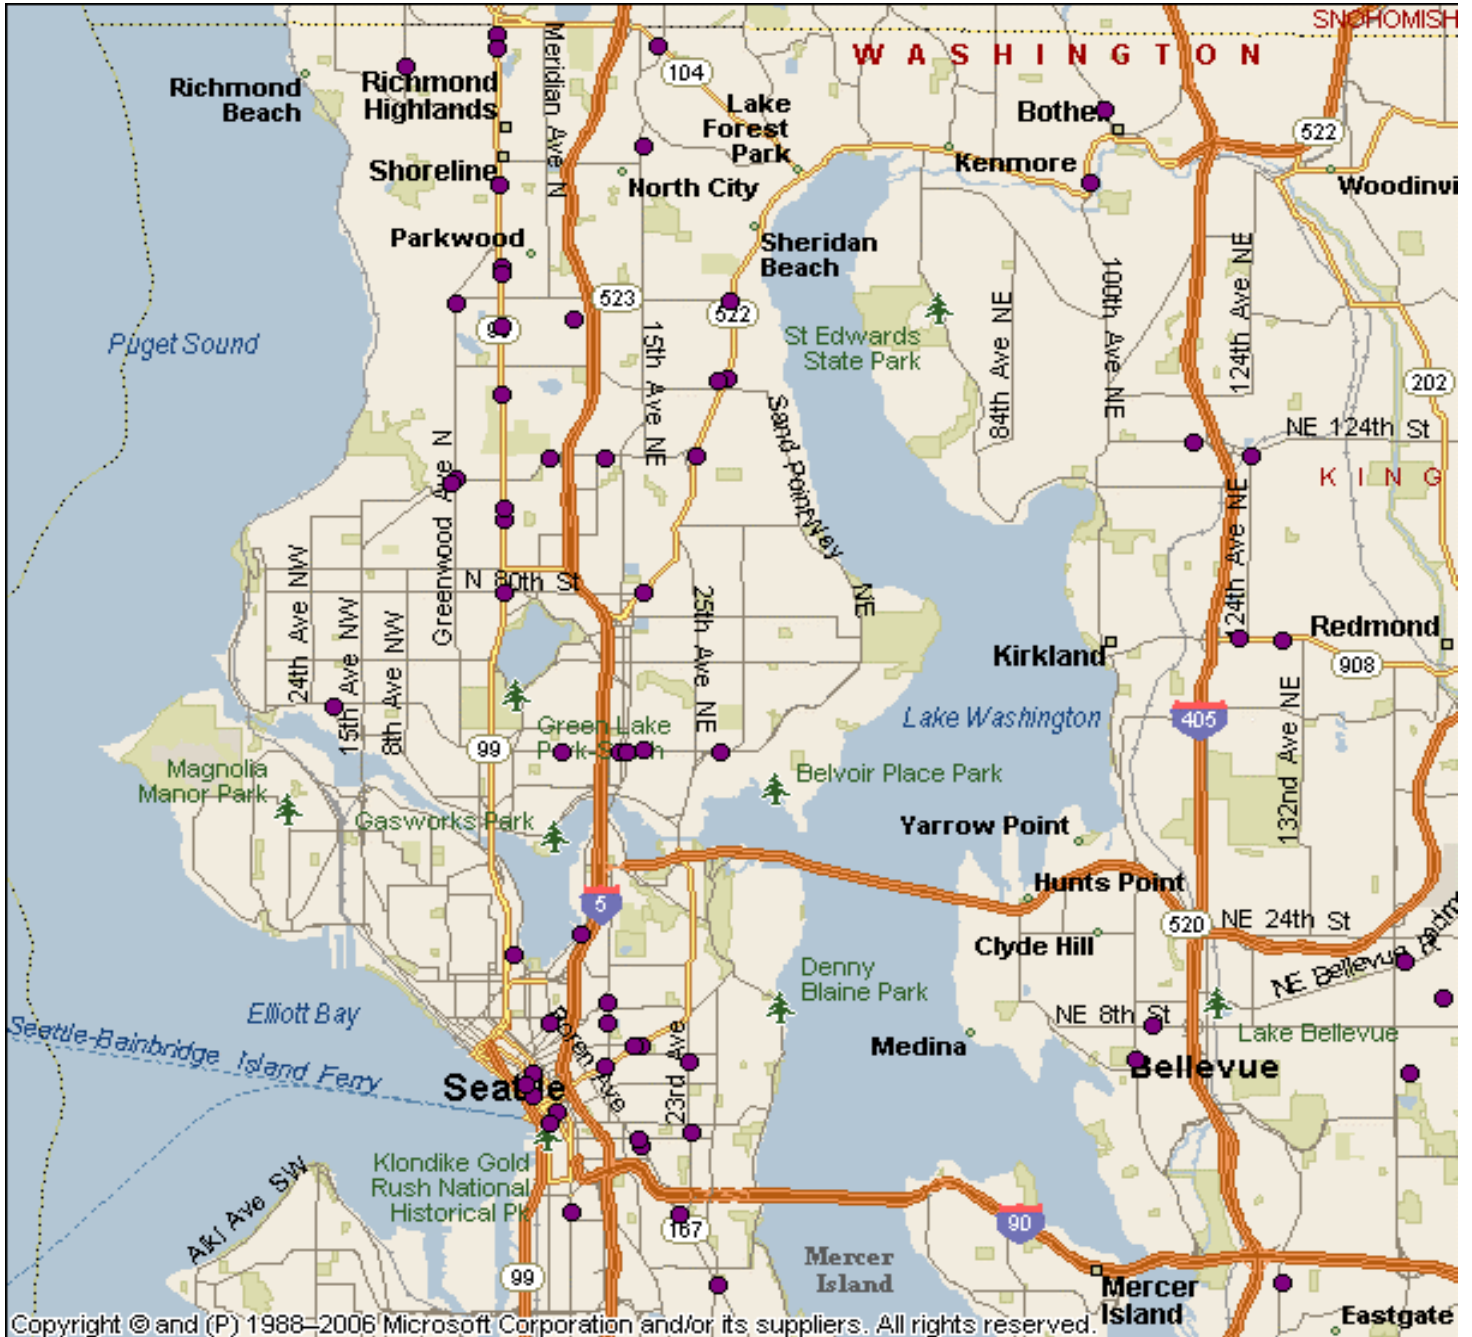 SNOHOMISH
WASHINGTON
Richmond
Beach
Richmond
Highlands
Meridian Ave N
104
Lake
Forest
Park
Bothe
522
Kenmore
Woodinvi
Shoreline
North City
Parkwood
Sheridan
Beach
523
522
Puget Sound
St Edwards
State Park
15th Ave NE
84th Ave NE
100th Ave NE
124th Ave NE
202
Sand Point Way NE
NE 124th St
KING
Greenwood Ave N
124th Ave NE
N 80th St
24th Ave NW
15th Ave NW
8th Ave NW
25th Ave NE
Redmond
Kirkland
908
132nd Ave NE
Lake Washington
405
Green Lake
99
Magnolia
Manor Park
Belvoir Place Park
Gasworks Park
Yarrow Point
Hunts Point
5
520
NE 24th St
Clyde Hill
NE Bellevue
Denny
Blaine Park
Elliott Bay
Seattle-Bainbridge Island Ferry
Boren Ave
23rd Ave
NE 8th St
Lake Bellevue
Medina
Bellevue
Seattle
Klondike Gold
Rush National
Historical Pk
Alki Ave SW
167
90
99
Mercer
Island
Mercer
Island
Eastgate
Copyright © and (P) 1988–2006 Microsoft Corporation and/or its suppliers. All rights reserved.